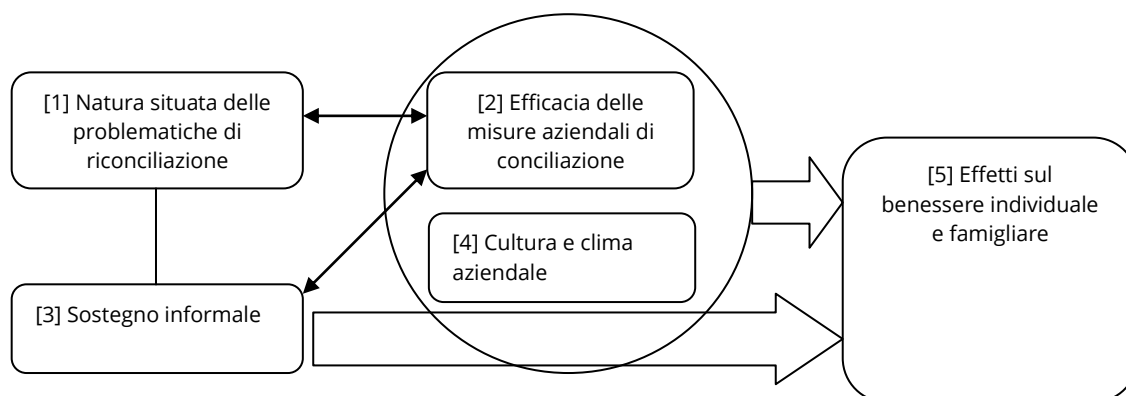 [1] Natura situata delle
problematiche di
riconciliazione
[2] Efficacia delle
misure aziendali di
conciliazione
[5] Effetti sul
benessere individuale
e famigliare
[4] Cultura e clima
aziendale
[3] Sostegno informale